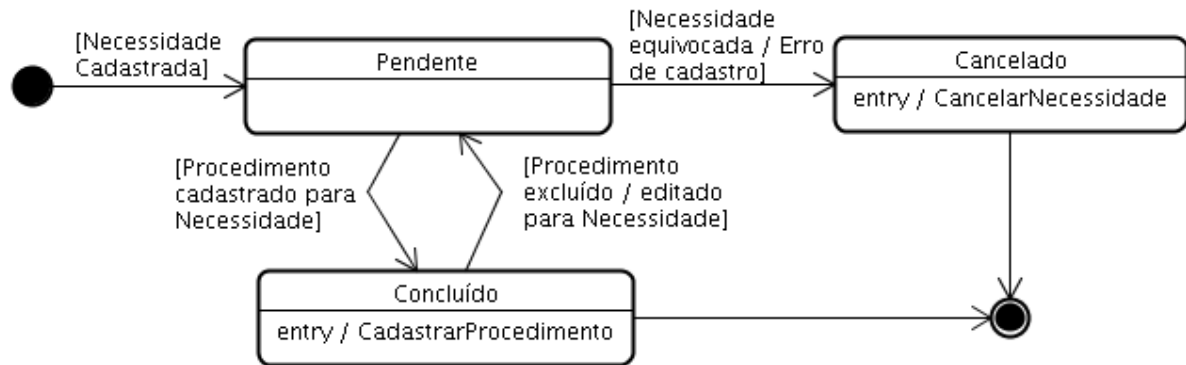 [Necessidade
Cadastrada]
Pendente
[Necessidade
equivocada / Erro
de cadastro]
Cancelado
entry / CancelarNecessidade
[Procedimento
cadastrado para
Necessidade]
[Procedimento
excluído / editado
para Necessidade]
Concluído
entry / CadastrarProcedimento